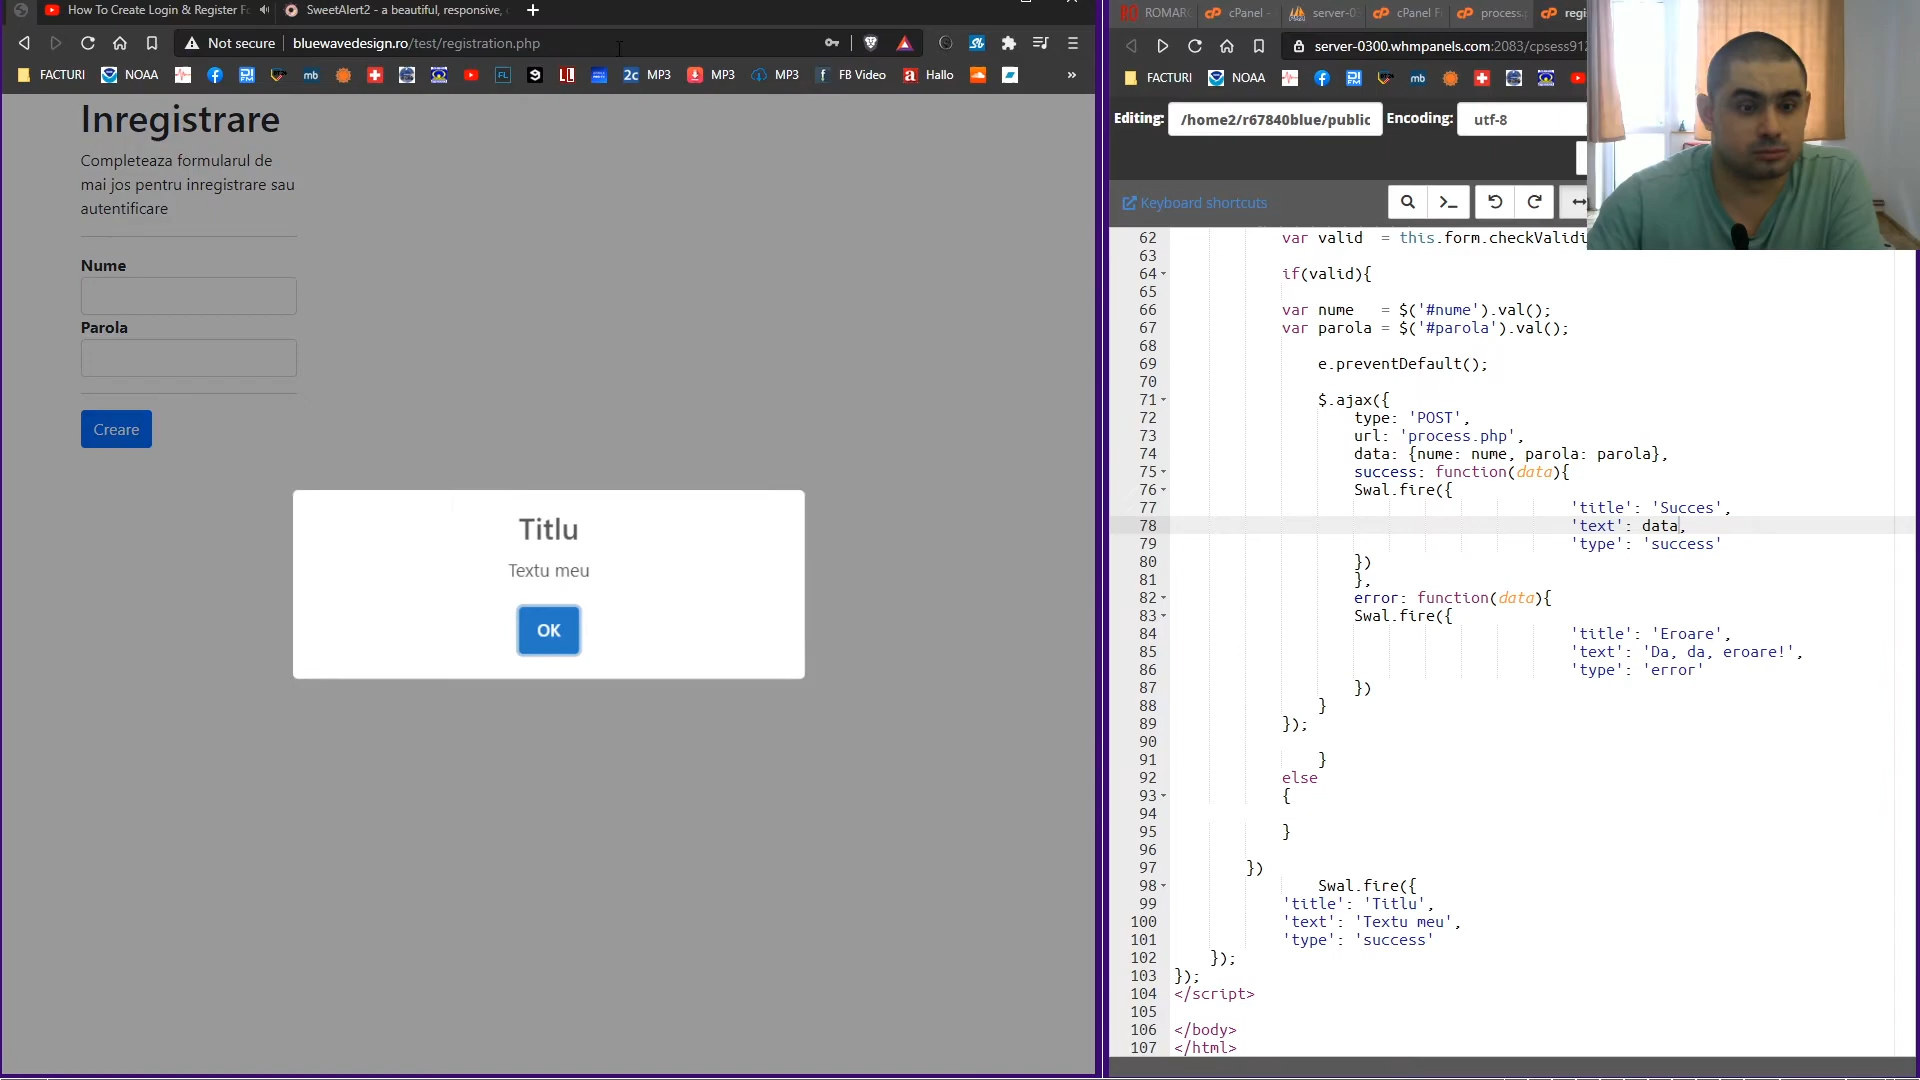 How To Create Login & Register F
SweetAlert2 - a beautiful, responsive,
Not secure
bluewavedesign.ro/test/registration.php
FACTURI
NOAA
mb
FL
9
2c
MP3
MP3
MP3
FB Video
Hallo
»
Inregistrare
Completeaza formularul de
mai jos pentru inregistrare sau
autentificare
Nume
Parola
Creare
Titlu
Textu meu
OK
ROMAR
cPanel -
server-0
cPanel F
process.p
regi
server-0300.whmpanels.com:2083/cpsess912
FACTURI
NOAA
mb
Editing:
/home2/r67840blue/public
Encoding:
utf-8
Keyboard shortcuts
62 var valid  = this.form.checkValidi
63
64 if(valid){
65
66 var nume   = $('#nume').val();
67 var parola = $('#parola').val();
68
69 e.preventDefault();
70
71 $.ajax({
72 type: 'POST',
73 url: 'process.php',
74 data: {nume: nume, parola: parola},
75 success: function(data){
76 Swal.fire({
77 'title': 'Succes',
78 'text': data,
79 'type': 'success'
80 })
81 },
82 error: function(data){
83 Swal.fire({
84 'title': 'Eroare',
85 'text': 'Da, da, eroare!',
86 'type': 'error'
87 })
88 }
89 });
90
91 }
92 else
93 {
94
95 }
96
97 })
98 Swal.fire({
99 'title': 'Titlu',
100 'text': 'Textu meu',
101 'type': 'success'
102 });
103 });
104 </script>
105
106 </body>
107 </html>